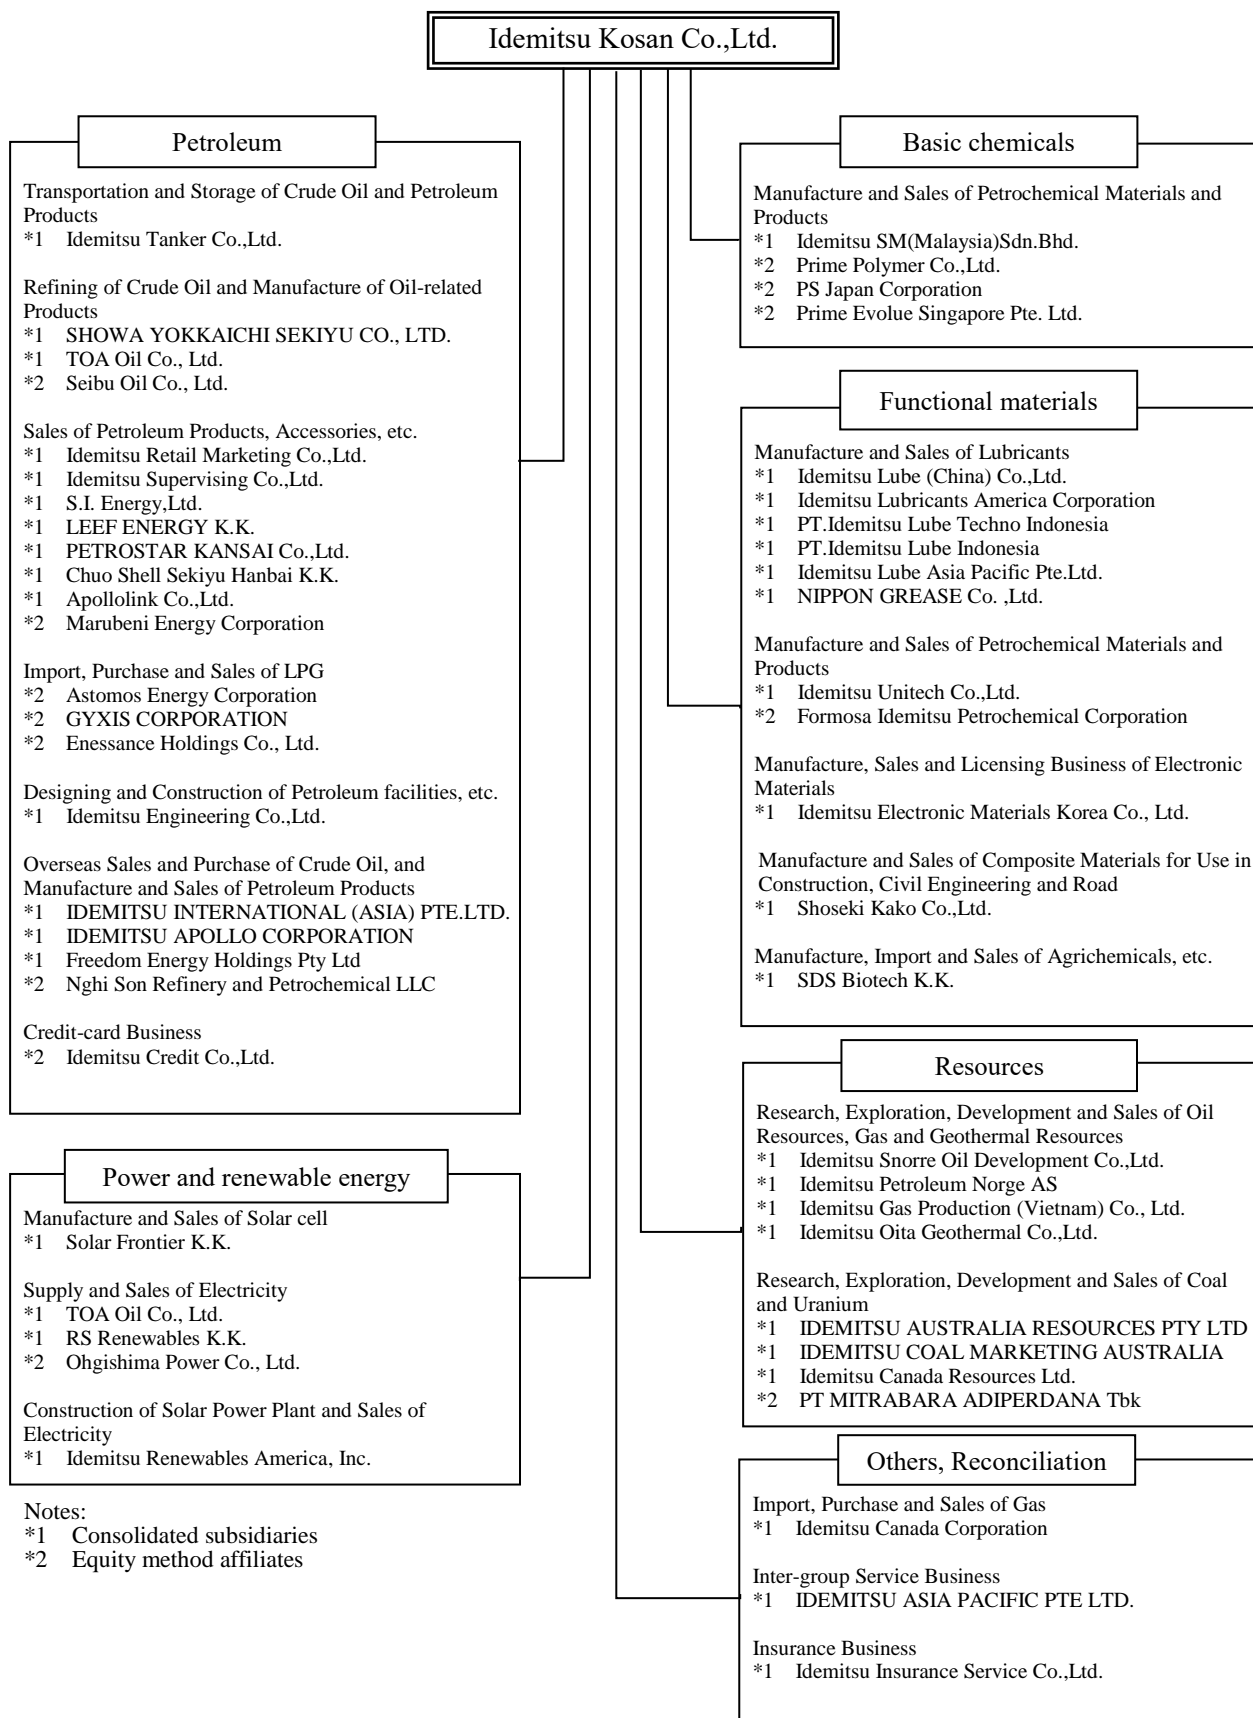 Idemitsu Kosan Co.,Ltd.
Petroleum
Transportation and Storage of Crude Oil and Petroleum
Products
*1 Idemitsu Tanker Co.,Ltd.
Refining of Crude Oil and Manufacture of Oil-related
Products
*1 SHOWA YOKKAICHI SEKIYU CO., LTD.
*1 TOA Oil Co., Ltd.
*2 Seibu Oil Co., Ltd.
Sales of Petroleum Products, Accessories, etc.
*1 Idemitsu Retail Marketing Co.,Ltd.
*1 Idemitsu Supervising Co.,Ltd.
*1 S.I. Energy,Ltd.
*1 LEEF ENERGY K.K.
*1 PETROSTAR KANSAI Co.,Ltd.
*1 Chuo Shell Sekiyu Hanbai K.K.
*1 Apollolink Co.,Ltd.
*2 Marubeni Energy Corporation
Import, Purchase and Sales of LPG
*2 Astomos Energy Corporation
*2 GYXIS CORPORATION
*2 Enessance Holdings Co., Ltd.
Designing and Construction of Petroleum facilities, etc.
*1 Idemitsu Engineering Co.,Ltd.
Overseas Sales and Purchase of Crude Oil, and
Manufacture and Sales of Petroleum Products
*1 IDEMITSU INTERNATIONAL (ASIA) PTE.LTD.
*1 IDEMITSU APOLLO CORPORATION
*1 Freedom Energy Holdings Pty Ltd
*2 Nghi Son Refinery and Petrochemical LLC
Credit-card Business
*2 Idemitsu Credit Co.,Ltd.
Power and renewable energy
Manufacture and Sales of Solar cell
*1 Solar Frontier K.K.
Supply and Sales of Electricity
*1 TOA Oil Co., Ltd.
*1 RS Renewables K.K.
*2 Ohgishima Power Co., Ltd.
Construction of Solar Power Plant and Sales of
Electricity
*1 Idemitsu Renewables America, Inc.
Notes:
*1 Consolidated subsidiaries
*2 Equity method affiliates
Basic chemicals
Manufacture and Sales of Petrochemical Materials and
Products
*1 Idemitsu SM(Malaysia)Sdn.Bhd.
*2 Prime Polymer Co.,Ltd.
*2 PS Japan Corporation
*2 Prime Evolue Singapore Pte. Ltd.
Functional materials
Manufacture and Sales of Lubricants
*1 Idemitsu Lube (China) Co.,Ltd.
*1 Idemitsu Lubricants America Corporation
*1 PT.Idemitsu Lube Techno Indonesia
*1 PT.Idemitsu Lube Indonesia
*1 Idemitsu Lube Asia Pacific Pte.Ltd.
*1 NIPPON GREASE Co. ,Ltd.
Manufacture and Sales of Petrochemical Materials and
Products
*1 Idemitsu Unitech Co.,Ltd.
*2 Formosa Idemitsu Petrochemical Corporation
Manufacture, Sales and Licensing Business of Electronic
Materials
*1 Idemitsu Electronic Materials Korea Co., Ltd.
Manufacture and Sales of Composite Materials for Use in
Construction, Civil Engineering and Road
*1 Shoseki Kako Co.,Ltd.
Manufacture, Import and Sales of Agrichemicals, etc.
*1 SDS Biotech K.K.
Resources
Research, Exploration, Development and Sales of Oil
Resources, Gas and Geothermal Resources
*1 Idemitsu Snorre Oil Development Co.,Ltd.
*1 Idemitsu Petroleum Norge AS
*1 Idemitsu Gas Production (Vietnam) Co., Ltd.
*1 Idemitsu Oita Geothermal Co.,Ltd.
Research, Exploration, Development and Sales of Coal
and Uranium
*1 IDEMITSU AUSTRALIA RESOURCES PTY LTD
*1 IDEMITSU COAL MARKETING AUSTRALIA
*1 Idemitsu Canada Resources Ltd.
*2 PT MITRABARA ADIPERDANA Tbk
Others, Reconciliation
Import, Purchase and Sales of Gas
*1 Idemitsu Canada Corporation
Inter-group Service Business
*1 IDEMITSU ASIA PACIFIC PTE LTD.
Insurance Business
*1 Idemitsu Insurance Service Co.,Ltd.